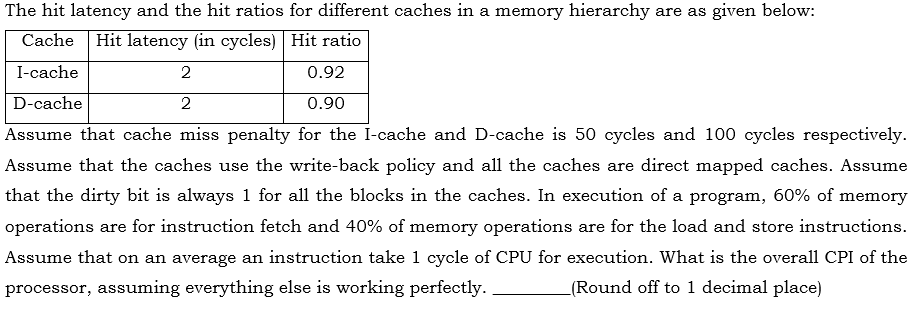 The hit latency and the hit ratios for different caches in a memory hierarchy are as given below:
Cache Hit latency (in cycles) Hit ratio
I-cache 2 0.92
D-cache 2 0.90
Assume that cache miss penalty for the I-cache and D-cache is 50 cycles and 100 cycles respectively.
Assume that the caches use the write-back policy and all the caches are direct mapped caches. Assume
that the dirty bit is always 1 for all the blocks in the caches. In execution of a program, 60% of memory
operations are for instruction fetch and 40% of memory operations are for the load and store instructions.
Assume that on an average an instruction take 1 cycle of CPU for execution. What is the overall CPI of the
processor, assuming everything else is working perfectly. ________(Round off to 1 decimal place)